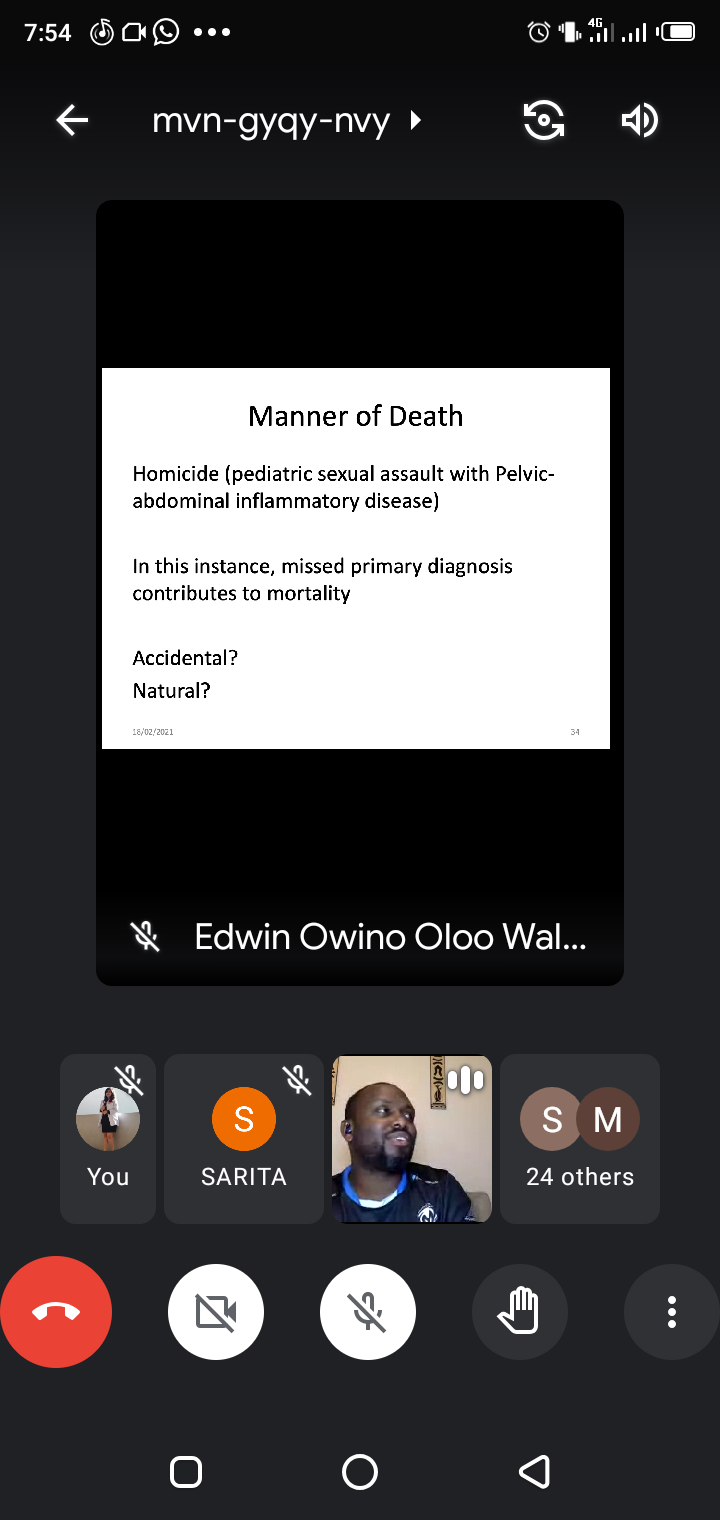 7:54
4G
mvn-gyqy-nvy
Manner of Death
Homicide (pediatric sexual assault with Pelvic-
abdominal inflammatory disease)
In this instance, missed primary diagnosis
contributes to mortality
Accidental?
Natural?
18/02/2021 34
Edwin Owino Oloo Wal...
S S M
You SARITA 24 others